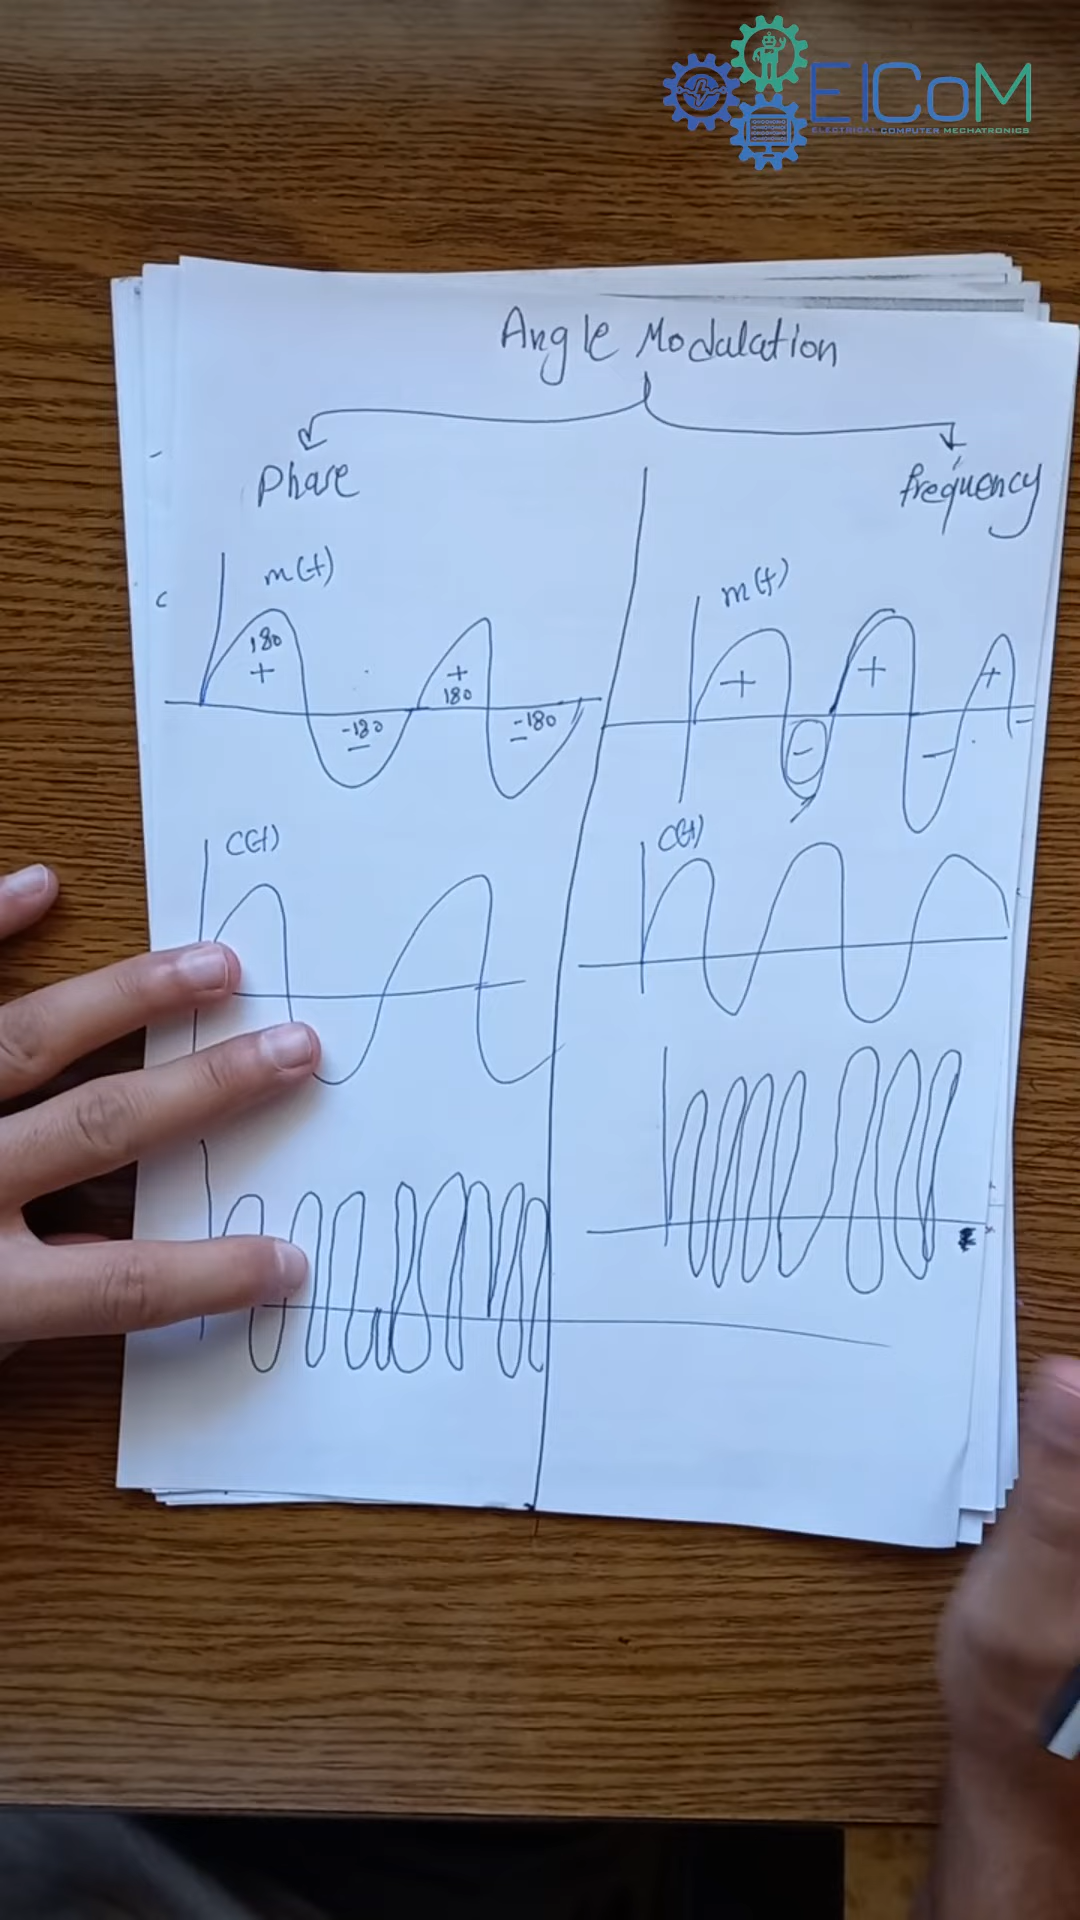 EICoM
ELECTRICAL COMPUTER MECHATRONICS
Angle Modulation
Phase
frequency
m(t)
180
+
-180
-
+
180
-180
-
m(t)
+
-
+
-
+
-
C(t)
C(t)